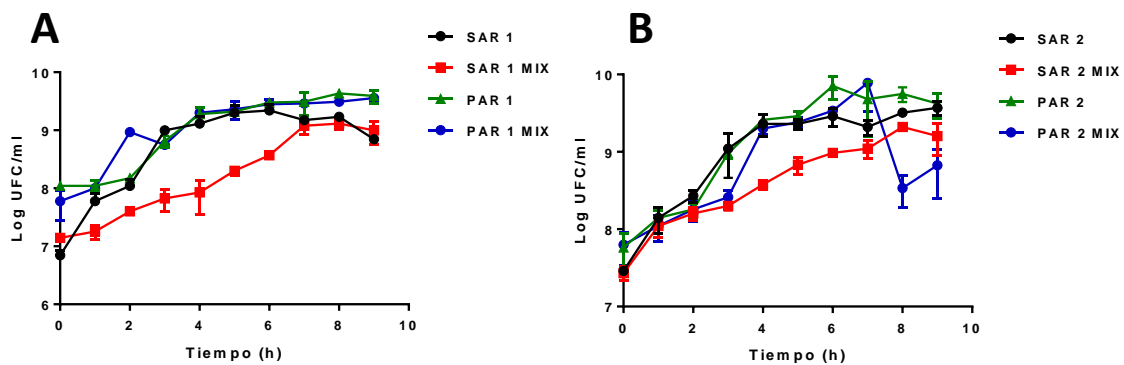 A
SAR 1
SAR 1 MIX
PAR 1
PAR 1 MIX
10
9
8
7
6
0 2 4 6 8 10
Log UFC/ml
Tiempo (h)
B
SAR 2
SAR 2 MIX
PAR 2
PAR 2 MIX
10
9
8
7
0 2 4 6 8 10
Log UFC/ml
Tiempo (h)